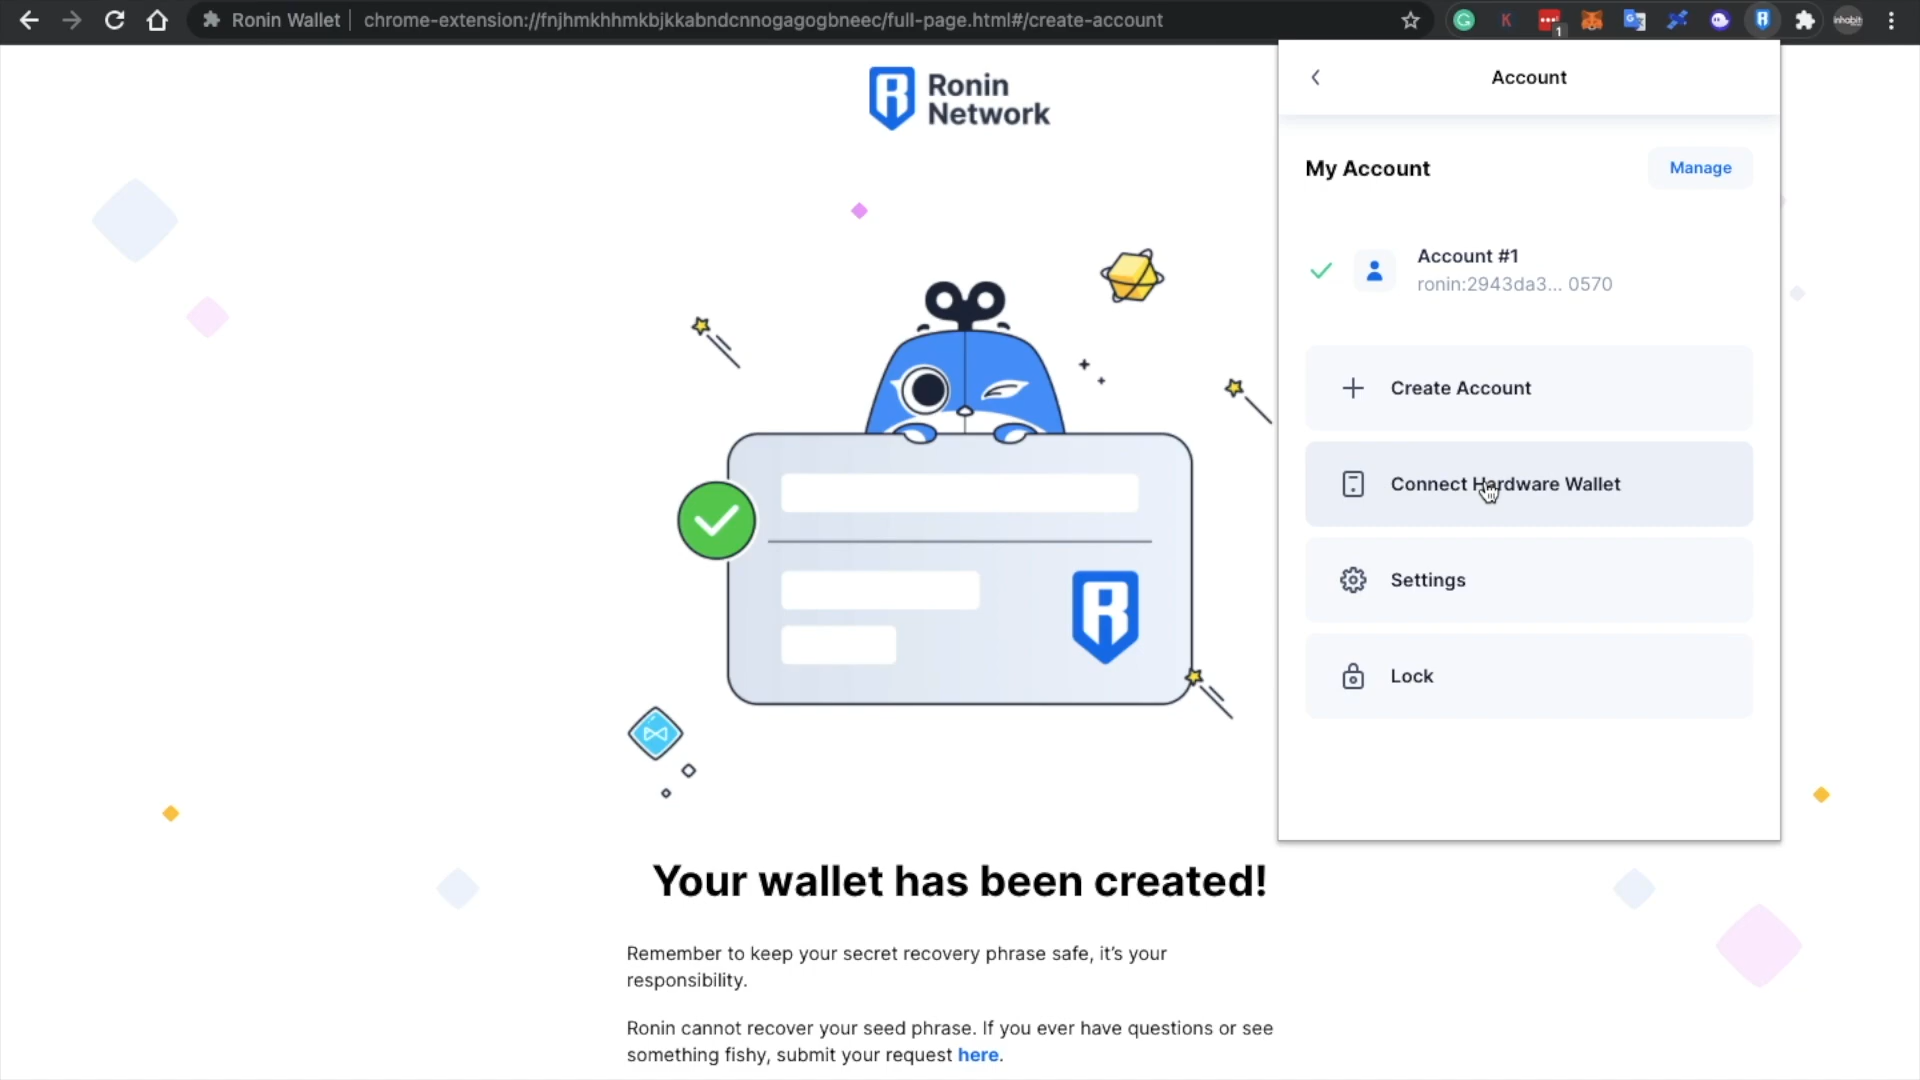 Ronin Wallet
chrome-extension://fnjhmkhhmkbjkkabndcnnogagogbneec/full-page.html#/create-account
K
1
inhabit
Ronin
Network
Account
My Account
Manage
Account #1
ronin:2943da3... 0570
Create Account
Connect Hardware Wallet
Settings
Lock
Your wallet has been created!
Remember to keep your secret recovery phrase safe, it's your
responsibility.
Ronin cannot recover your seed phrase. If you ever have questions or see
something fishy, submit your request here.